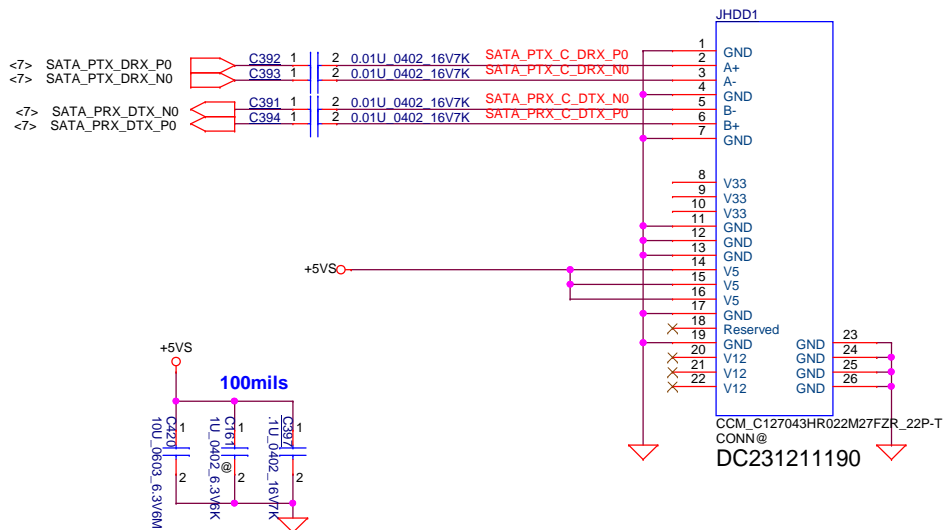 JHDD1
<7> SATA_PTX_DRX_P0 C392 1 2 0.01U_0402_16V7K SATA_PTX_C_DRX_P0
<7> SATA_PTX_DRX_N0 C393 1 2 0.01U_0402_16V7K SATA_PTX_C_DRX_N0
<7> SATA_PRX_DTX_N0 C391 1 2 0.01U_0402_16V7K SATA_PRX_C_DTX_N0
<7> SATA_PRX_DTX_P0 C394 1 2 0.01U_0402_16V7K SATA_PRX_C_DTX_P0
1 GND
2 A+
3 A-
4 GND
5 B-
6 B+
7 GND
8 V33
9 V33
10 V33
11 GND
12 GND
13 GND
+5VS 14 V5
15 V5
16 V5
17 GND
18 Reserved
19 GND
20 V12
21 V12
22 V12
GND 23
GND 24
GND 25
GND 26
CCM_C127043HR022M27FZR_22P-T
CONN@
DC231211190
+5VS
100mils
C420 1 2
10U_0603_6.3V6M
C161 1 2
1U_0402_6.3V6K
@
C397 1 2
.1U_0402_16V7K